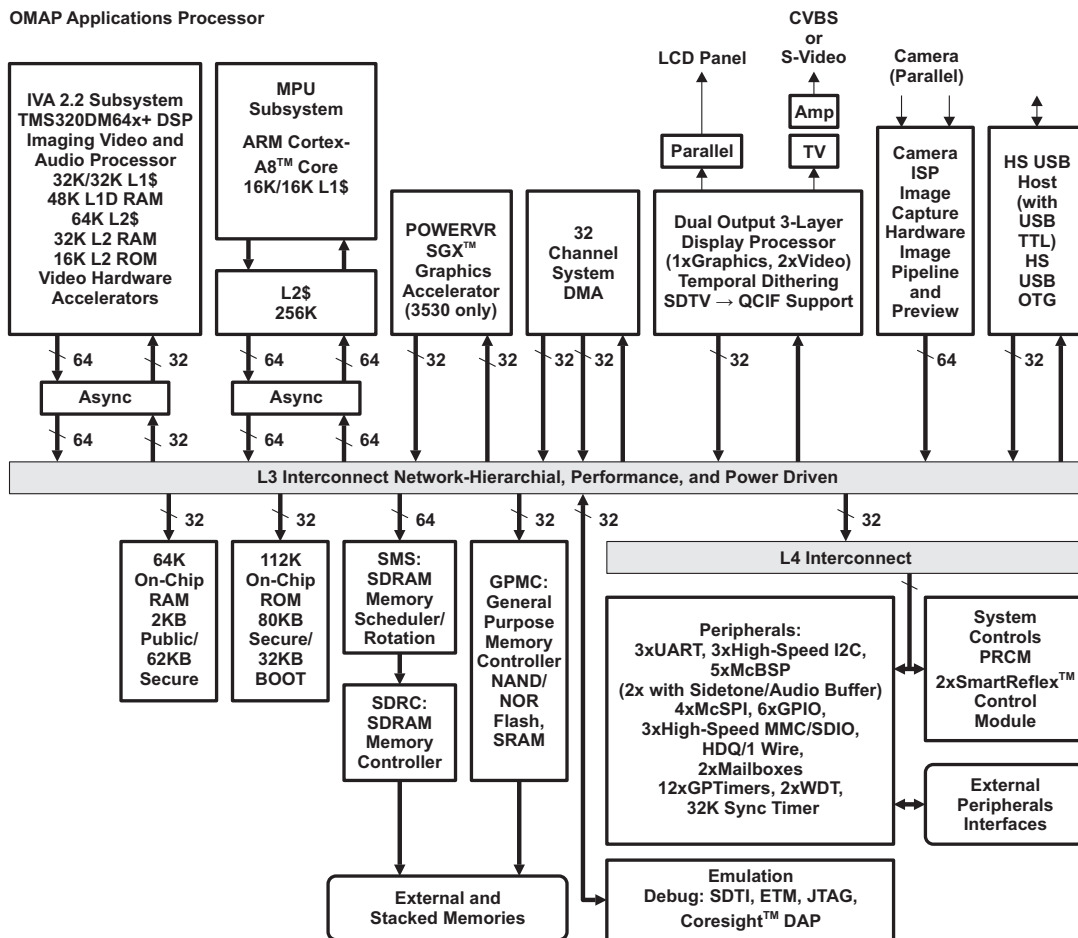 OMAP Applications Processor
CVBS
or
S-Video
LCD Panel
Camera
(Parallel)
IVA 2.2 Subsystem
TMS320DM64x+ DSP
Imaging Video and
Audio Processor
32K/32K L1$
48K L1D RAM
64K L2$
32K L2 RAM
16K L2 ROM
Video Hardware
Accelerators
MPU
Subsystem
ARM Cortex-
A8™ Core
16K/16K L1$
L2$
256K
POWERVR
SGX™
Graphics
Accelerator
(3530 only)
32
Channel
System
DMA
Parallel
Amp
TV
Dual Output 3-Layer
Display Processor
(1xGraphics, 2xVideo)
Temporal Dithering
SDTV → QCIF Support
Camera
ISP
Image
Capture
Hardware
Image
Pipeline
and
Preview
HS USB
Host
(with
USB
TTL)
HS
USB
OTG
64
32
64
64
32
32
32
32
32
64
32
Async
Async
64
32
64
64
L3 Interconnect Network-Hierarchial, Performance, and Power Driven
32
32
64
32
32
32
64K
On-Chip
RAM
2KB
Public/
62KB
Secure
112K
On-Chip
ROM
80KB
Secure/
32KB
BOOT
SMS:
SDRAM
Memory
Scheduler/
Rotation
SDRC:
SDRAM
Memory
Controller
GPMC:
General
Purpose
Memory
Controller
NAND/
NOR
Flash,
SRAM
L4 Interconnect
Peripherals:
3xUART, 3xHigh-Speed I2C,
5xMcBSP
(2x with Sidetone/Audio Buffer)
4xMcSPI, 6xGPIO,
3xHigh-Speed MMC/SDIO,
HDQ/1 Wire,
2xMailboxes
12xGPTimers, 2xWDT,
32K Sync Timer
System
Controls
PRCM
2xSmartReflex™
Control
Module
External
Peripherals
Interfaces
External and
Stacked Memories
Emulation
Debug: SDTI, ETM, JTAG,
Coresight™ DAP